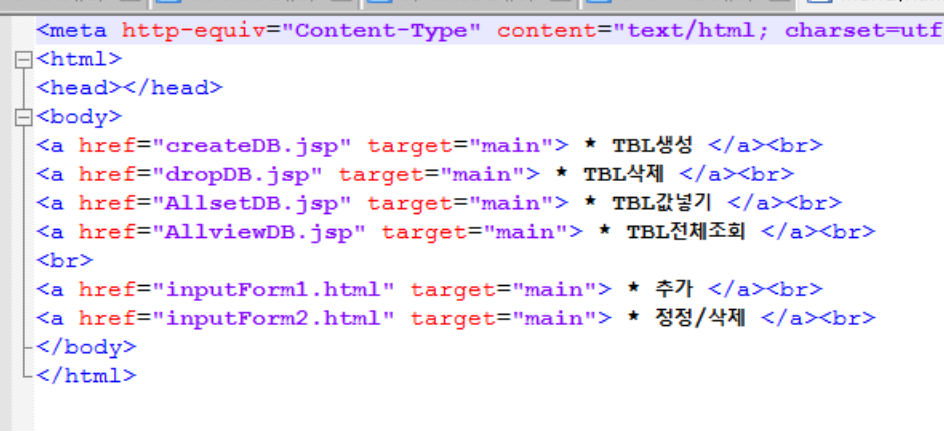 <meta http-equiv="Content-Type" content="text/html; charset=utf
<html>
<head></head>
<body>
<a href="createDB.jsp" target="main"> * TBL생성 </a><br>
<a href="dropDB.jsp" target="main"> * TBL삭제 </a><br>
<a href="AllsetDB.jsp" target="main"> * TBL값넣기 </a><br>
<a href="AllviewDB.jsp" target="main"> * TBL전체조회 </a><br>
<br>
<a href="inputForm1.html" target="main"> * 추가 </a><br>
<a href="inputForm2.html" target="main"> * 정정/삭제 </a><br>
</body>
</html>